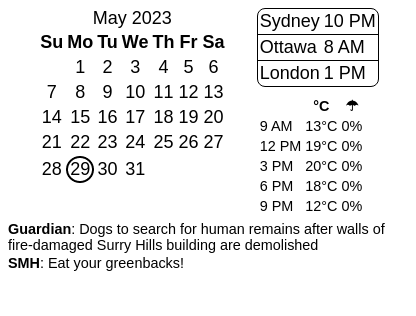 May 2023
Su Mo Tu We Th Fr Sa
1 2 3 4 5 6
7 8 9 10 11 12 13
14 15 16 17 18 19 20
21 22 23 24 25 26 27
28 29 30 31
Sydney 10 PM
Ottawa 8 AM
London 1 PM
°C ☂
9 AM 13°C 0%
12 PM 19°C 0%
3 PM 20°C 0%
6 PM 18°C 0%
9 PM 12°C 0%
Guardian: Dogs to search for human remains after walls of
fire-damaged Surry Hills building are demolished
SMH: Eat your greenbacks!